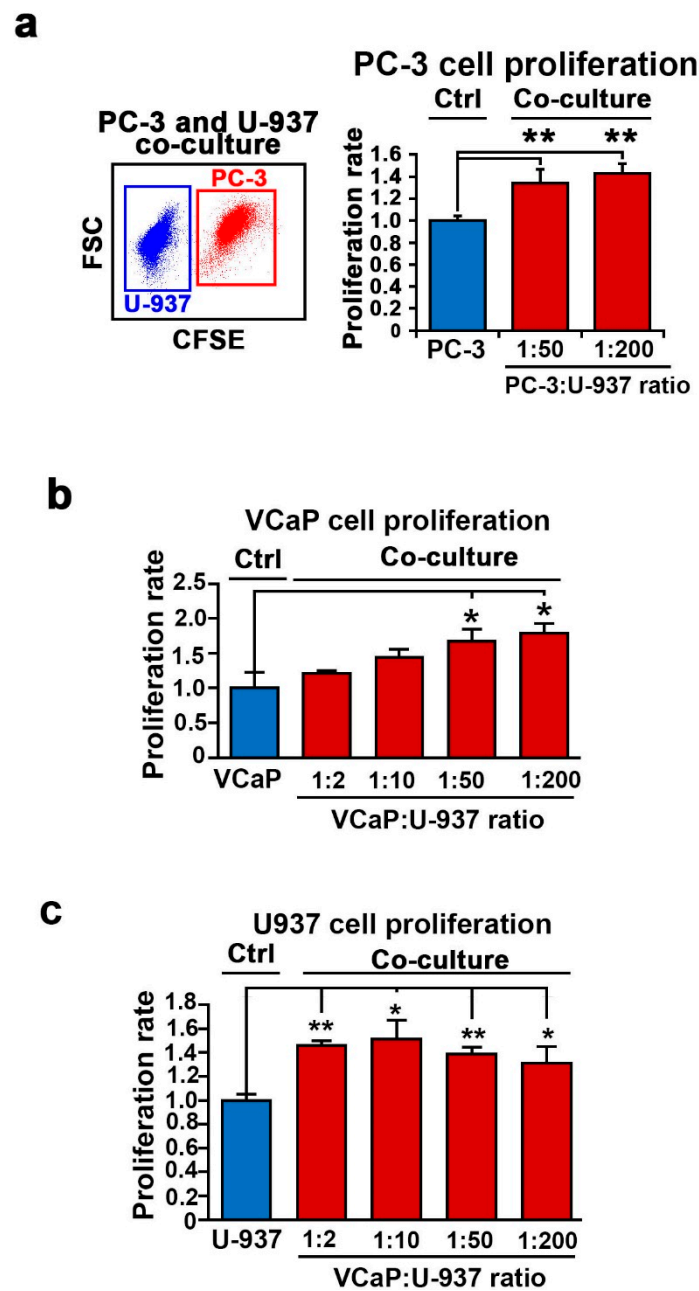 a
PC-3 cell proliferation
Ctrl Co-culture
PC-3 and U-937
co-culture
PC-3
U-937
FSC
CFSE
** **
Proliferation rate
1.6
1.4
1.2
1.0
0.8
0.6
0.4
0.2
0
PC-3 1:50 1:200
PC-3:U-937 ratio
b
VCaP cell proliferation
Ctrl Co-culture
Proliferation rate
2.5
2.0
1.5
1.0
0.5
0
* *
VCaP 1:2 1:10 1:50 1:200
VCaP:U-937 ratio
c
U937 cell proliferation
Ctrl Co-culture
Proliferation rate
1.8
1.6
1.4
1.2
1.0
0.8
0.6
0.4
0.2
0
** * ** *
U-937 1:2 1:10 1:50 1:200
VCaP:U-937 ratio